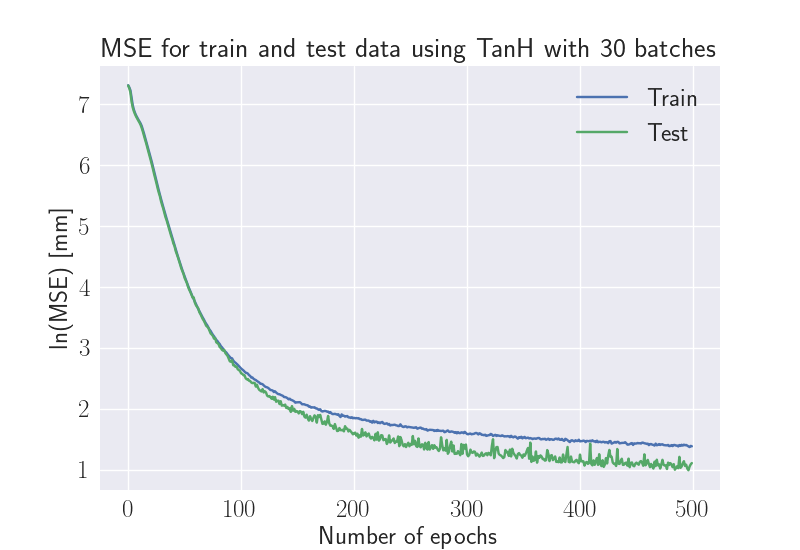 MSE for train and test data using TanH with 30 batches
Train
Test
ln(MSE) [mm]
7
6
5
4
3
2
1
0
100
200
300
400
500
Number of epochs